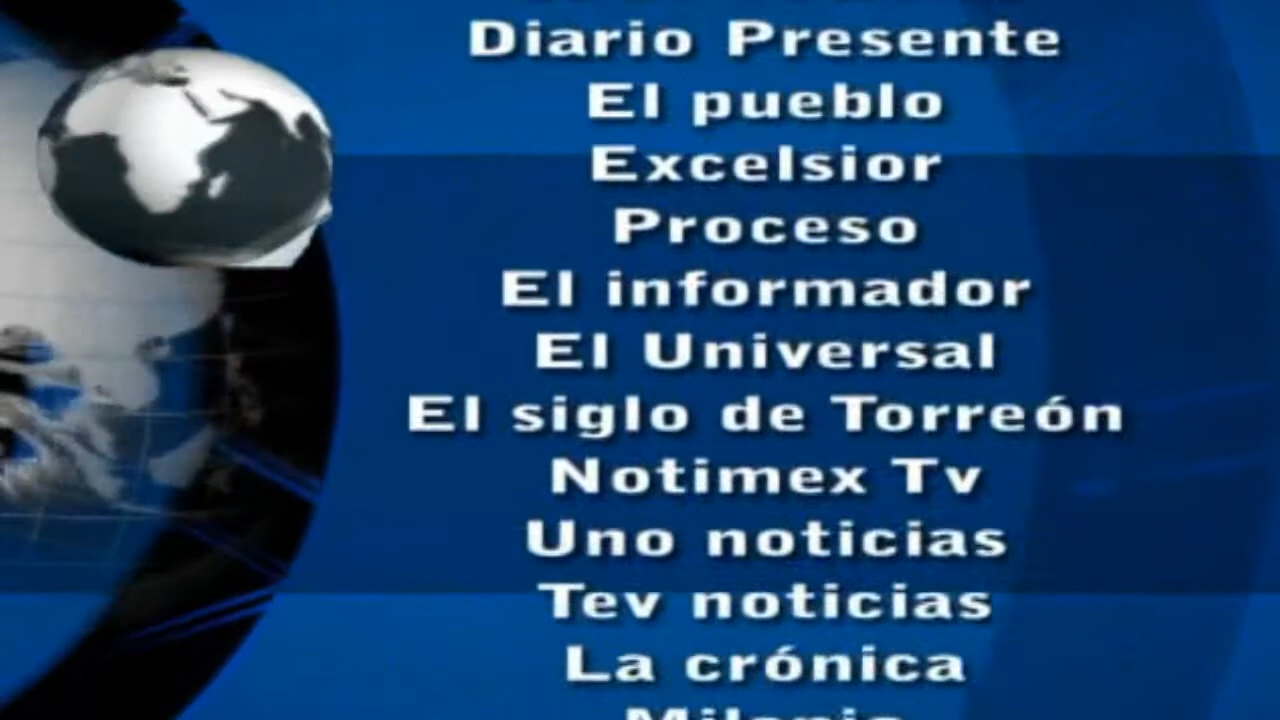 Diario Presente
El pueblo
Excelsior
Proceso
El informador
El Universal
El siglo de Torreón
Notimex Tv
Uno noticias
Tev noticias
La crónica